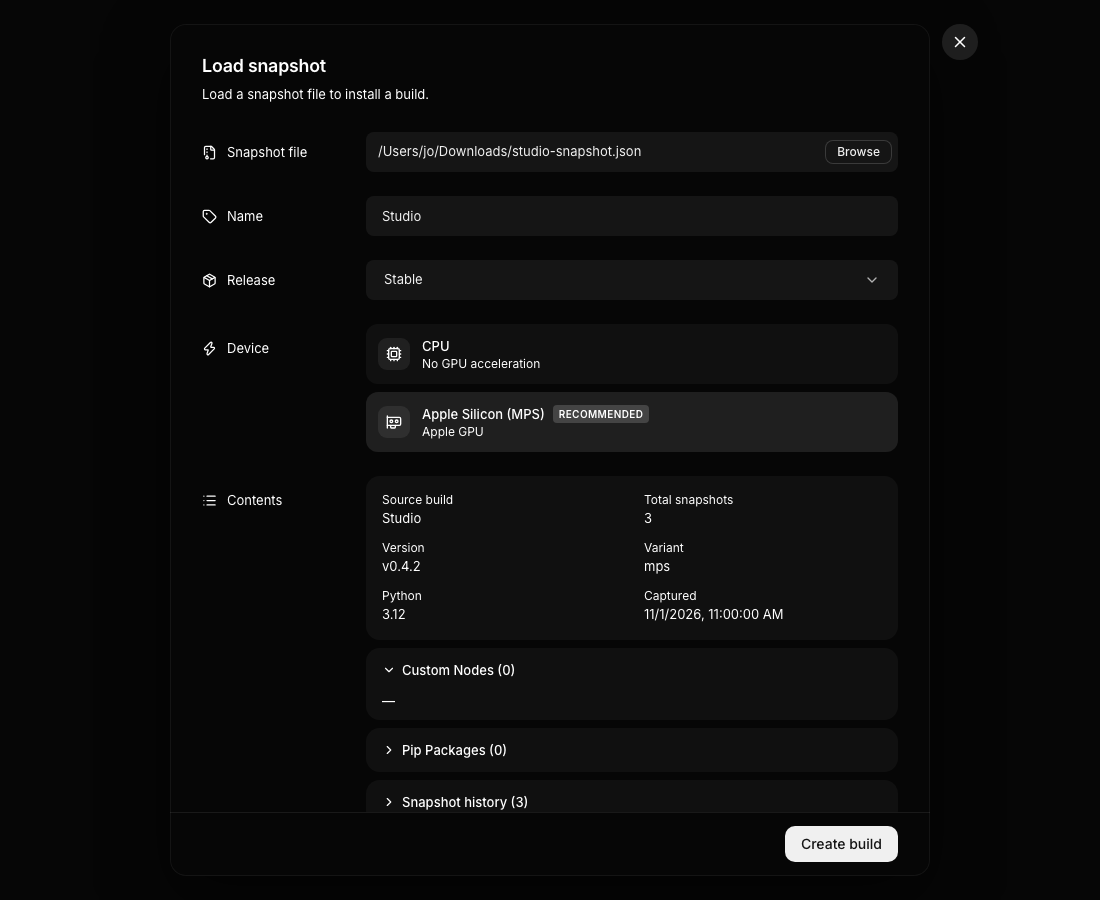 Load snapshot
Load a snapshot file to install a build.
Snapshot file
/Users/jo/Downloads/studio-snapshot.json
Browse
Name
Studio
Release
Stable
Device
CPU
No GPU acceleration
Apple Silicon (MPS) RECOMMENDED
Apple GPU
Contents
Source build
Studio
Total snapshots
3
Version
v0.4.2
Variant
mps
Python
3.12
Captured
11/1/2026, 11:00:00 AM
Custom Nodes (0)
—
Pip Packages (0)
Snapshot history (3)
Create build